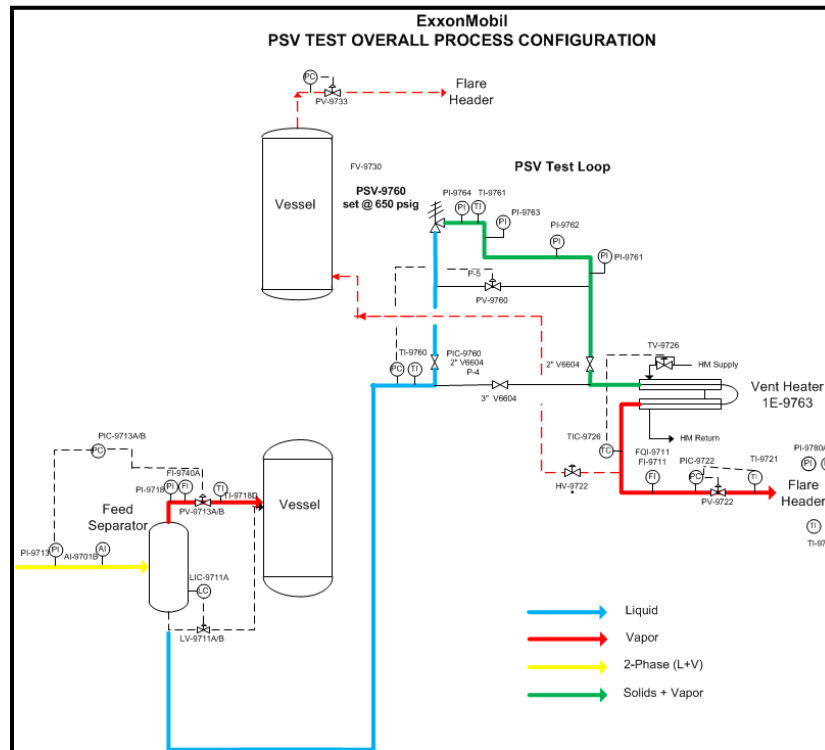 ExxonMobil
PSV TEST OVERALL PROCESS CONFIGURATION
PC
PV-9733
Flare
Header
Vessel
FV-9730
PSV-9760
set @ 650 psig
PSV Test Loop
PI-9764 TI-9761
PI TI
PI-9763
PI
PI-9762
PI
PI-9761
PI
P-5
PV-9760
TI-9760
PC TI
PIC-9760
2" V6604
P-4
3" V6604
2" V6604
TV-9726
HM Supply
Vent Heater
1E-9763
HM Return
TIC-9726
TC
FQI-9711
FI-9711
FI
PIC-9722
PC
PV-9722
TI-9721
TI
PI-9780A
PI
Flare
Header
TI
TI-97
HV-9722
PIC-9713A/B
PC
FI-9740A
PI-9718
PI FI
TI
TI-9718D
PV-9713A/B
Vessel
Feed
Separator
PI-9713
PI
AI-9701B
AI
LIC-9711A
LC
LV-9711A/B
Liquid
Vapor
2-Phase (L+V)
Solids + Vapor